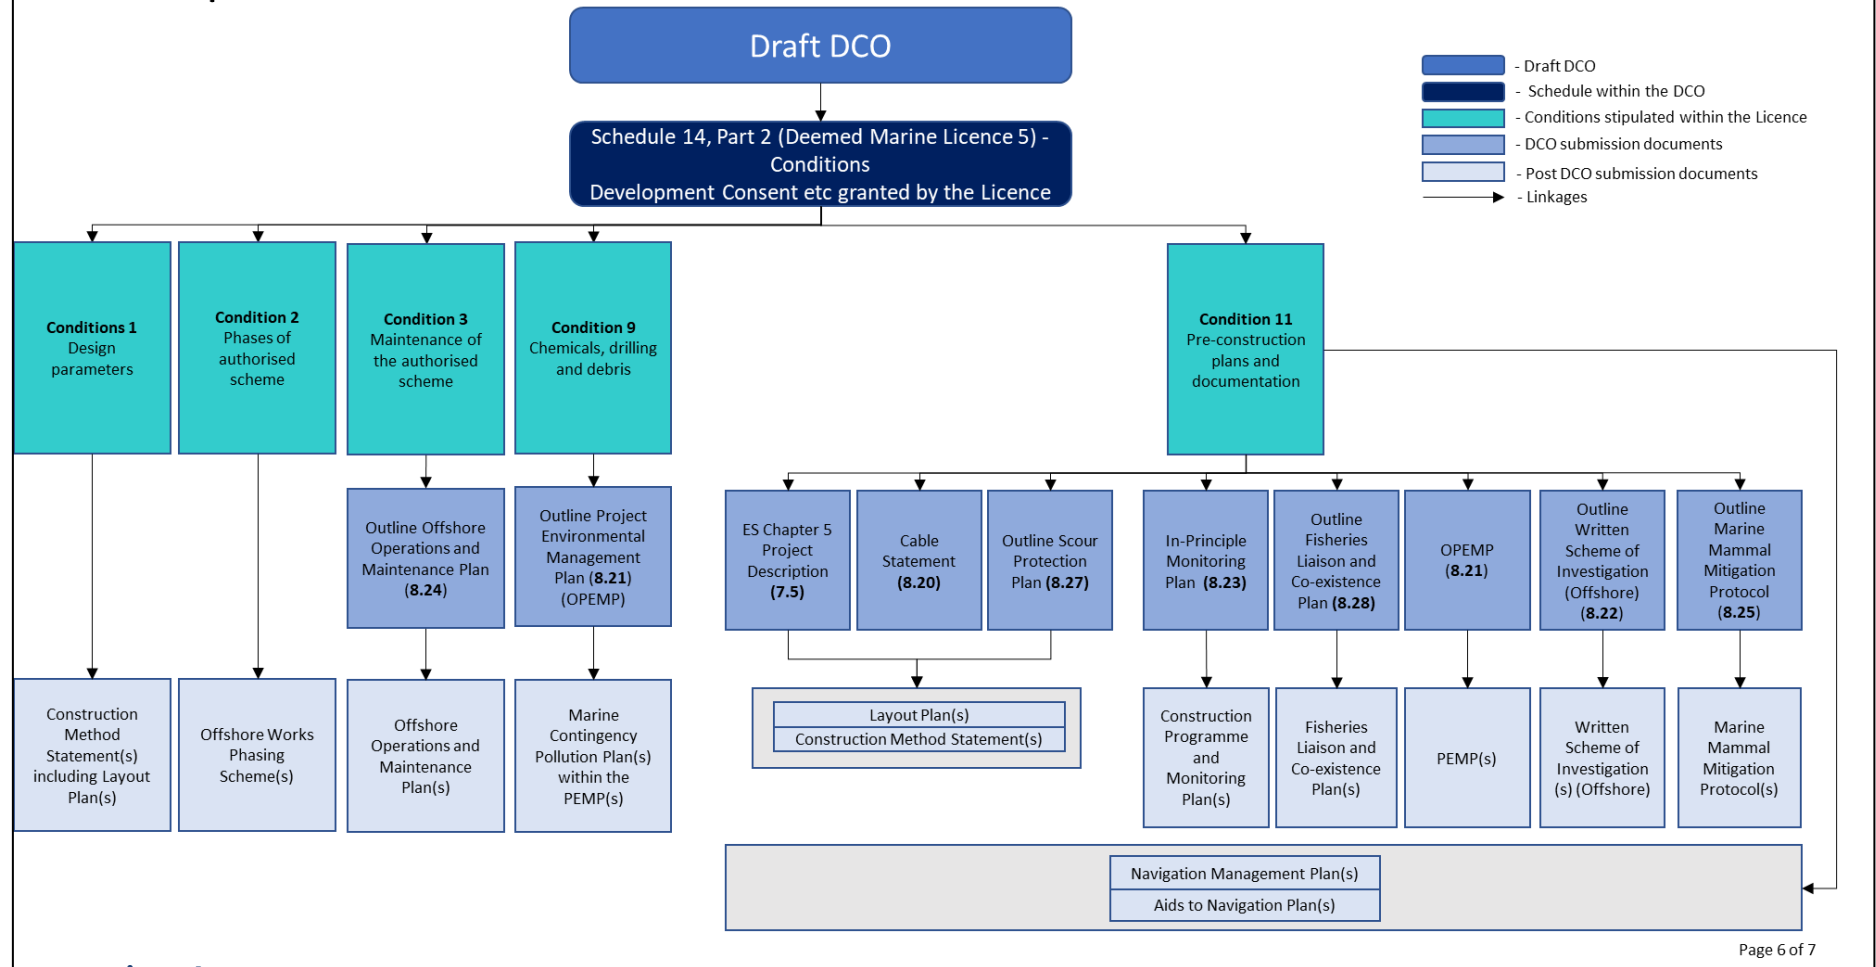 Draft DCO
- Draft DCO
- Schedule within the DCO
- Conditions stipulated within the Licence
- DCO submission documents
- Post DCO submission documents
- Linkages
Schedule 14, Part 2 (Deemed Marine Licence 5) -
Conditions
Development Consent etc granted by the Licence
Conditions 1
Design
parameters
Condition 2
Phases of
authorised
scheme
Condition 3
Maintenance of
the authorised
scheme
Condition 9
Chemicals, drilling
and debris
Condition 11
Pre-construction
plans and
documentation
Outline Offshore
Operations and
Maintenance Plan
(8.24)
Outline Project
Environmental
Management
Plan (8.21)
(OPEMP)
ES Chapter 5
Project
Description
(7.5)
Cable
Statement
(8.20)
Outline Scour
Protection
Plan (8.27)
In-Principle
Monitoring
Plan (8.23)
Outline
Fisheries
Liaison and
Co-existence
Plan (8.28)
OPEMP
(8.21)
Outline
Written
Scheme of
Investigation
(Offshore)
(8.22)
Outline
Marine
Mammal
Mitigation
Protocol
(8.25)
Construction
Method
Statement(s)
including Layout
Plan(s)
Offshore Works
Phasing
Scheme(s)
Offshore
Operations and
Maintenance
Plan(s)
Marine
Contingency
Pollution Plan(s)
within the
PEMP(s)
Layout Plan(s)
Construction Method Statement(s)
Construction
Programme
and
Monitoring
Plan(s)
Fisheries
Liaison and
Co-existence
Plan(s)
PEMP(s)
Written
Scheme of
Investigation
(s) (Offshore)
Marine
Mammal
Mitigation
Protocol(s)
Navigation Management Plan(s)
Aids to Navigation Plan(s)
Page 6 of 7